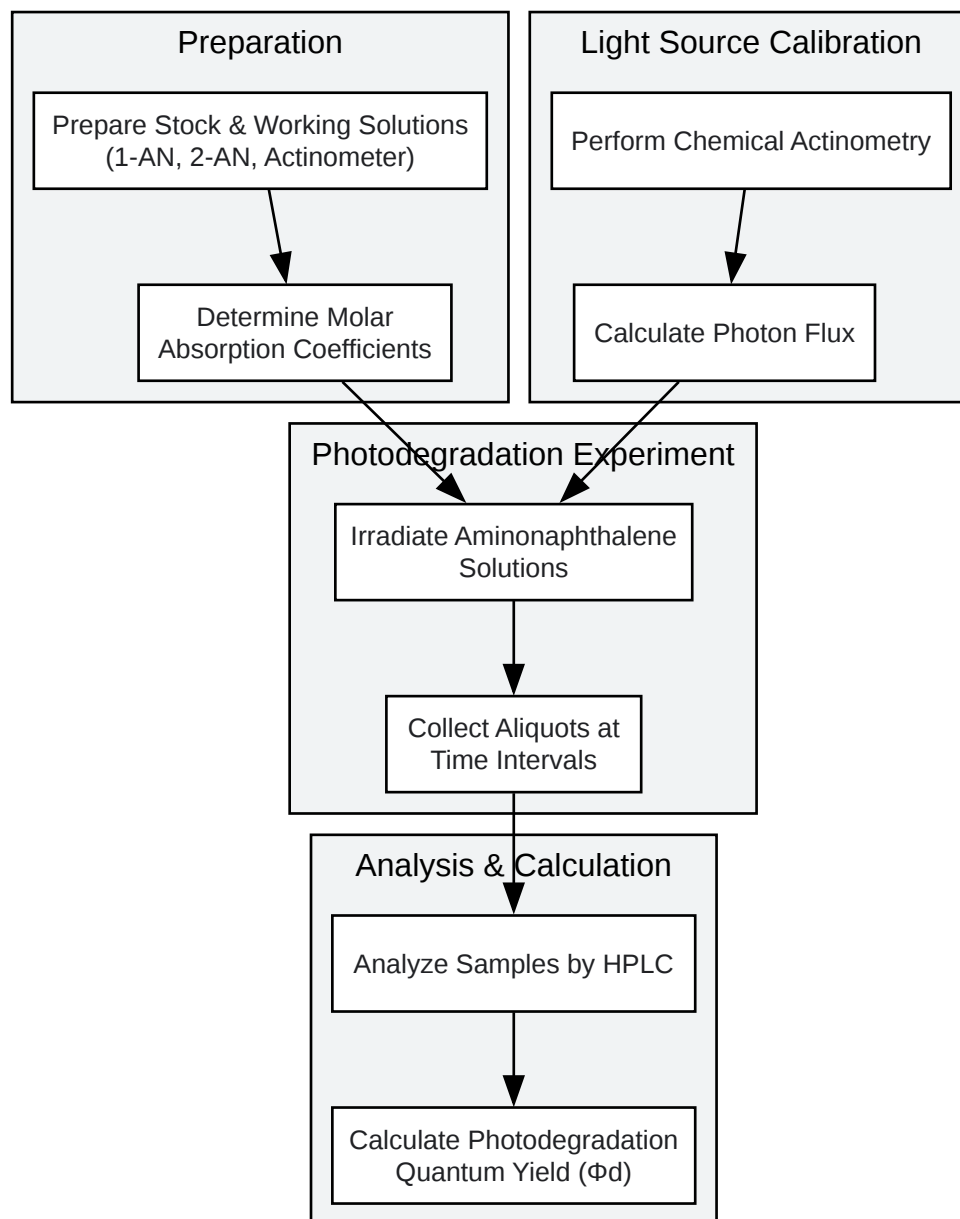 Preparation
Prepare Stock & Working Solutions
(1-AN, 2-AN, Actinometer)
Determine Molar
Absorption Coefficients
Light Source Calibration
Perform Chemical Actinometry
Calculate Photon Flux
Photodegradation Experiment
Irradiate Aminonaphthalene
Solutions
Collect Aliquots at
Time Intervals
Analysis & Calculation
Analyze Samples by HPLC
Calculate Photodegradation
Quantum Yield (Φd)